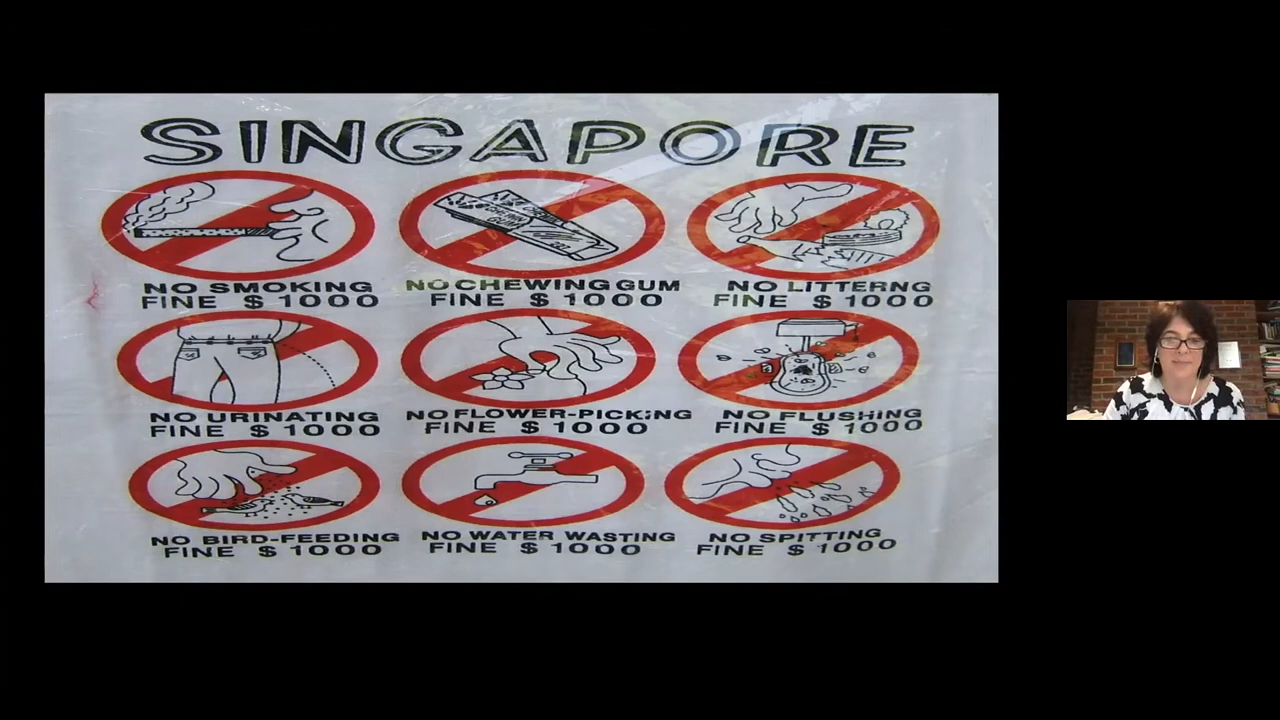 SINGAPORE
NO SMOKING
FINE $1000
NO CHEWING GUM
FINE $1000
NO LITTERNG
FINE $1000
NO URINATING
FINE $1000
NO FLOWER-PICKING
FINE $1000
NO FLUSHING
FINE $1000
NO BIRD-FEEDING
FINE $1000
NO WATER WASTING
FINE $1000
NO SPITTING
FINE $1000